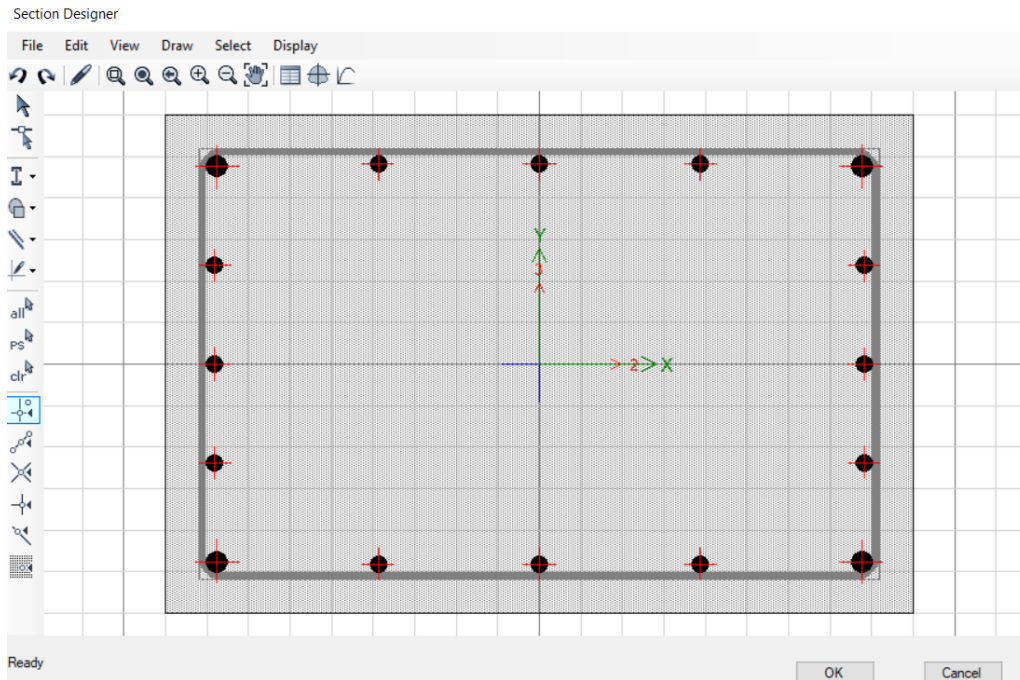 Section Designer
File Edit View Draw Select Display
all
PS
clr
Y
3
2 X
Ready
OK Cancel